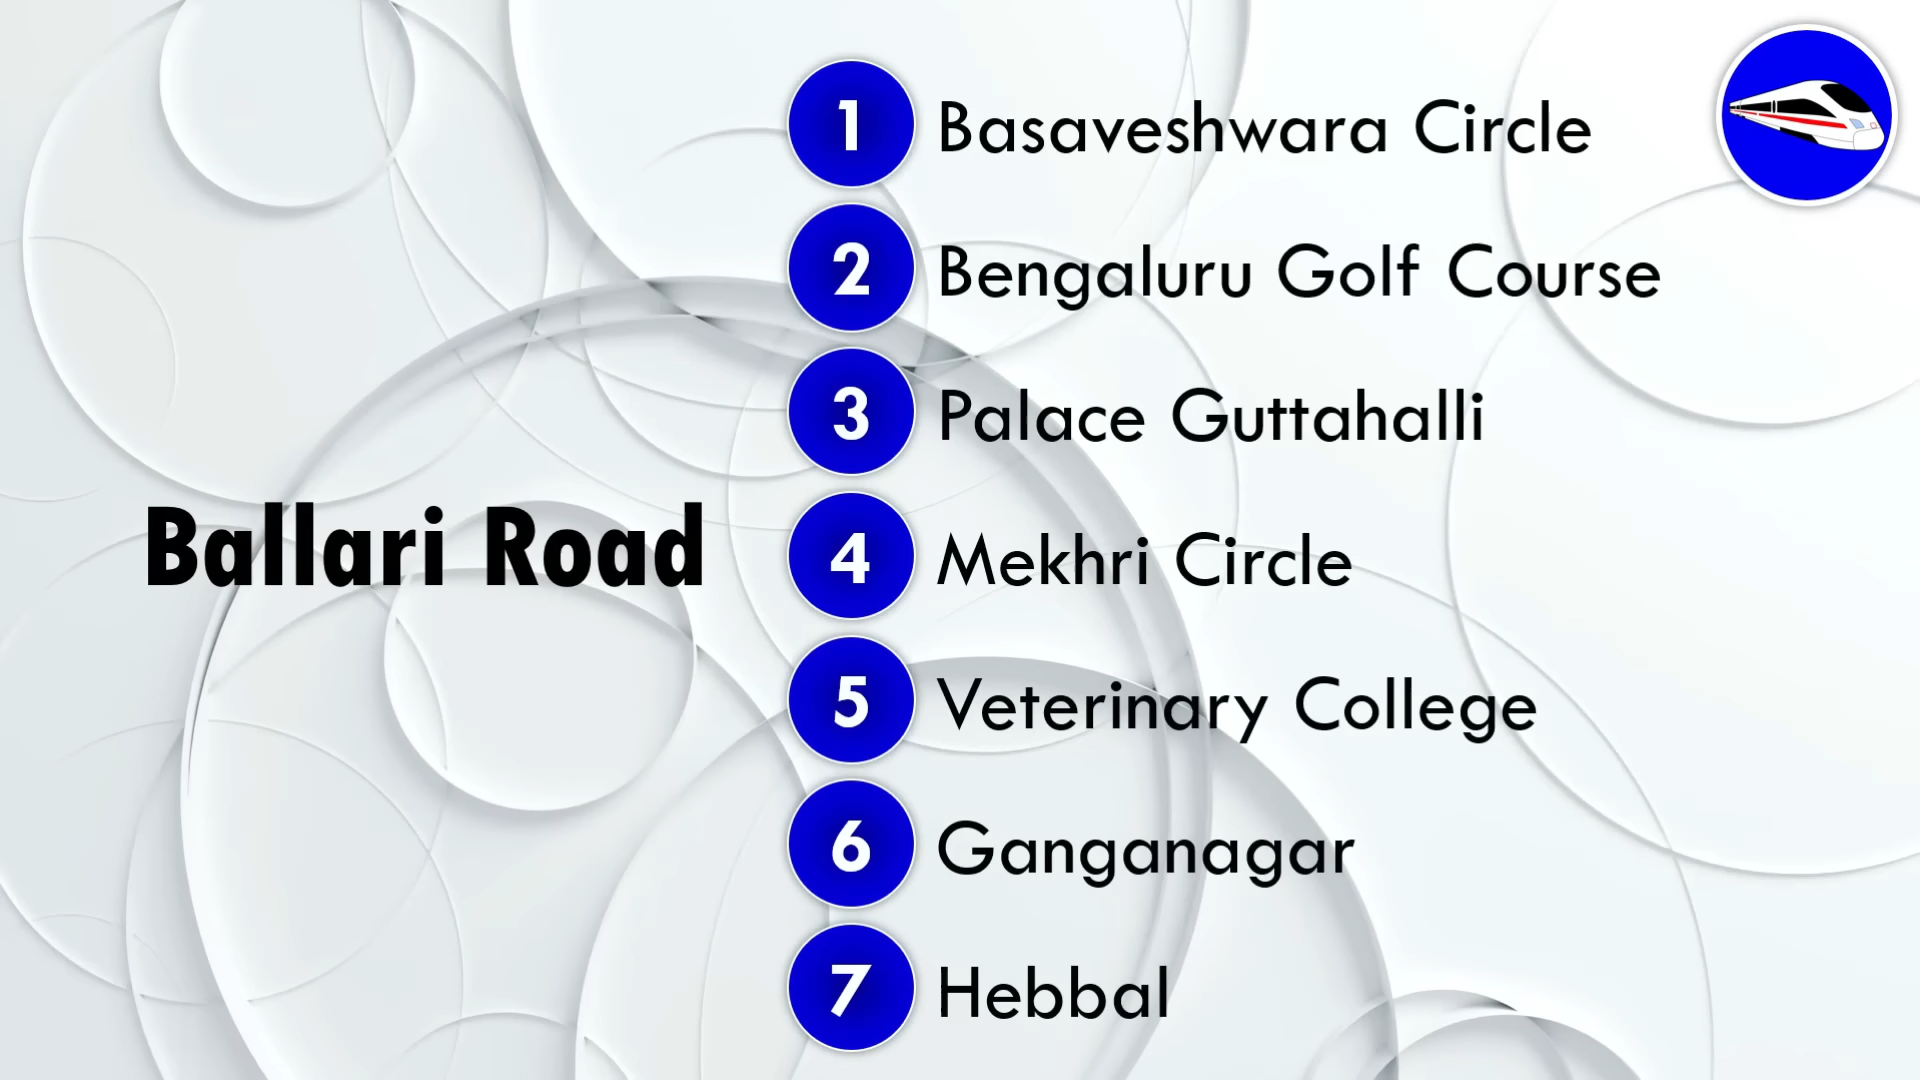 Ballari Road
1 Basaveshwara Circle
2 Bengaluru Golf Course
3 Palace Guttahalli
4 Mekhri Circle
5 Veterinary College
6 Ganganagar
7 Hebbal